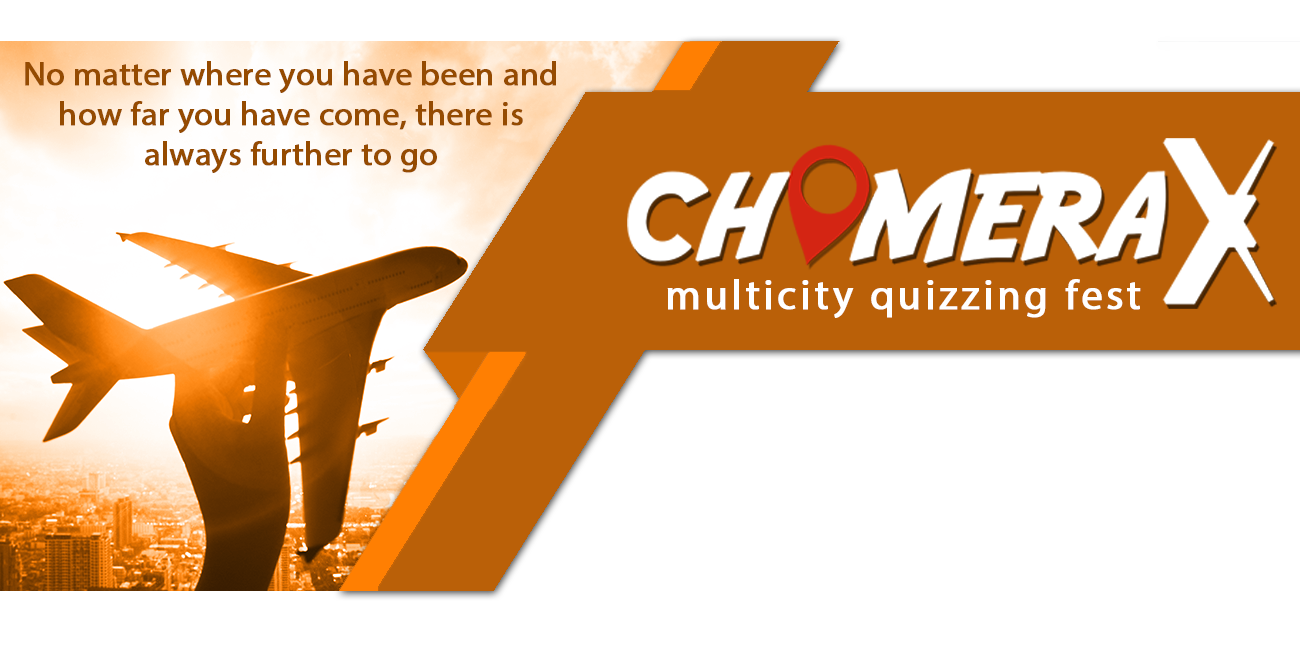 No matter where you have been and
how far you have come, there is
always further to go
CHOMERA X
multicity quizzing fest